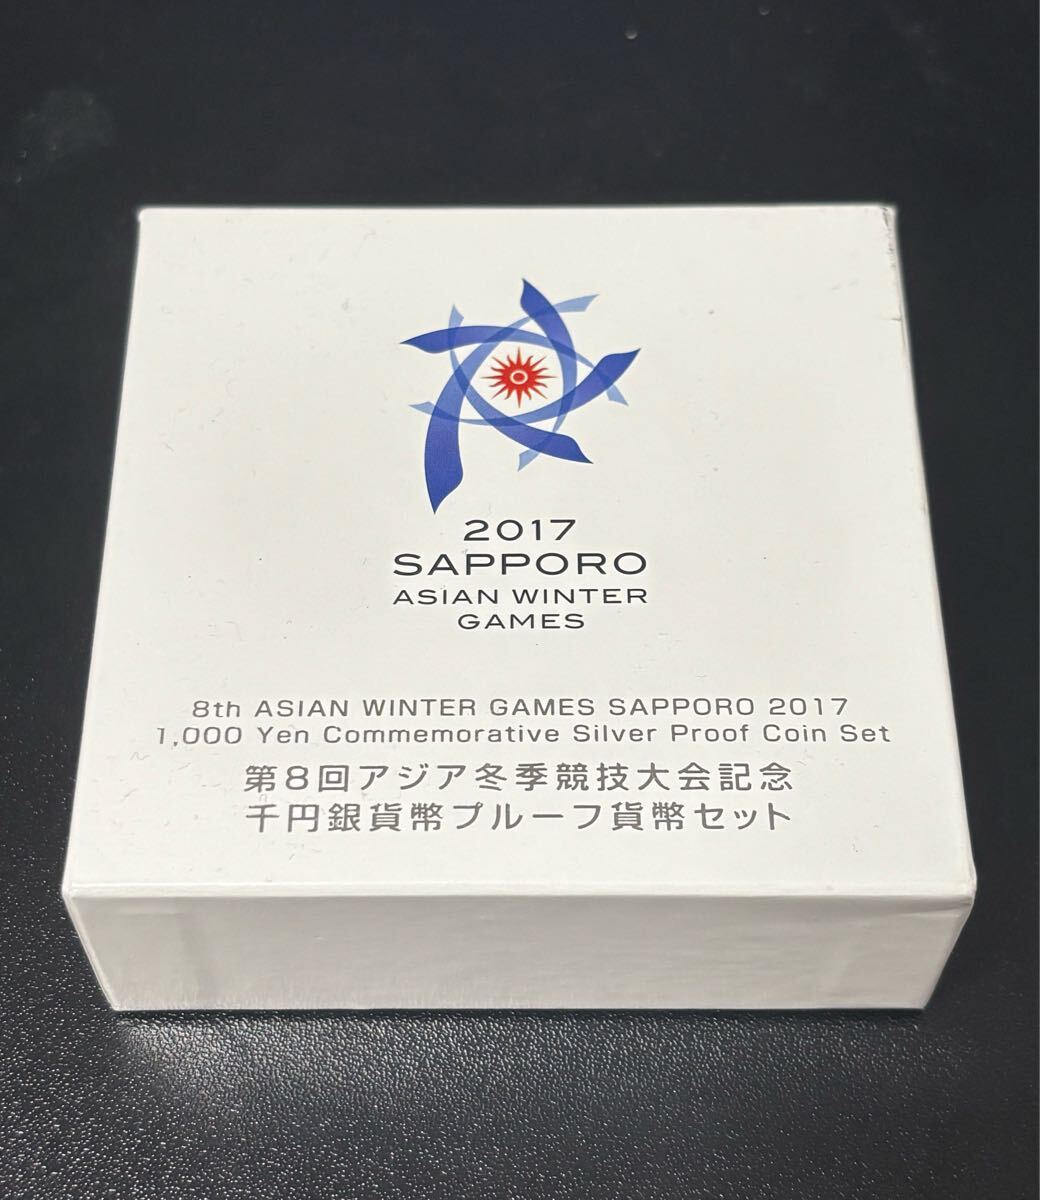 2017
SAPPORO
ASIAN WINTER
GAMES
8th ASIAN WINTER GAMES SAPPORO 2017
1,000 Yen Commemorative Silver Proof Coin Set
第8回アジア冬季競技大会記念
千円銀貨幣プルーフ貨幣セット